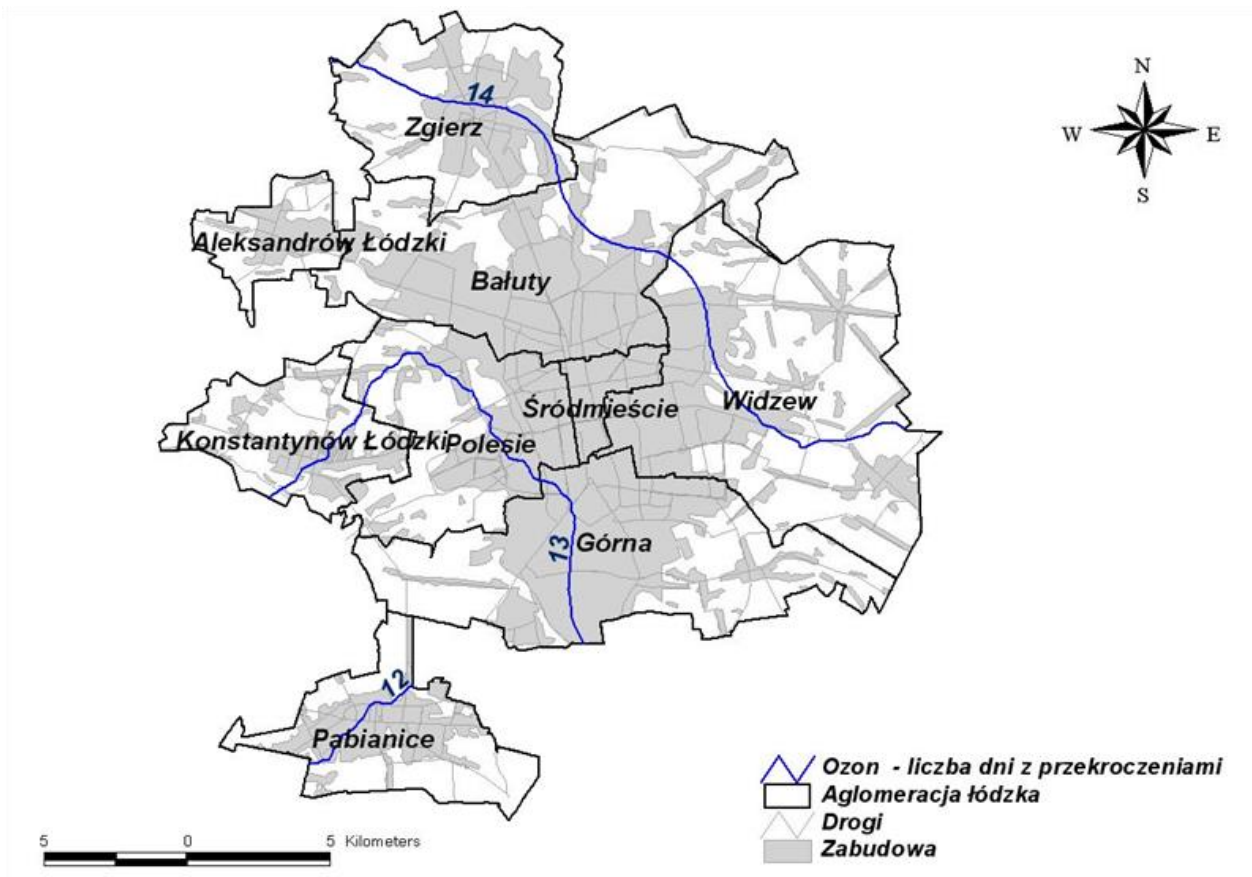 N
W E
S
14
Zgierz
Aleksandrów Łódzki
Bałuty
Śródmieście
Widzew
Konstantynów Łódzki
Polesie
13
Górna
12
Pabianice
Ozon - liczba dni z przekroczeniami
Aglomeracja łódzka
Drogi
Zabudowa
5 0 5 Kilometers